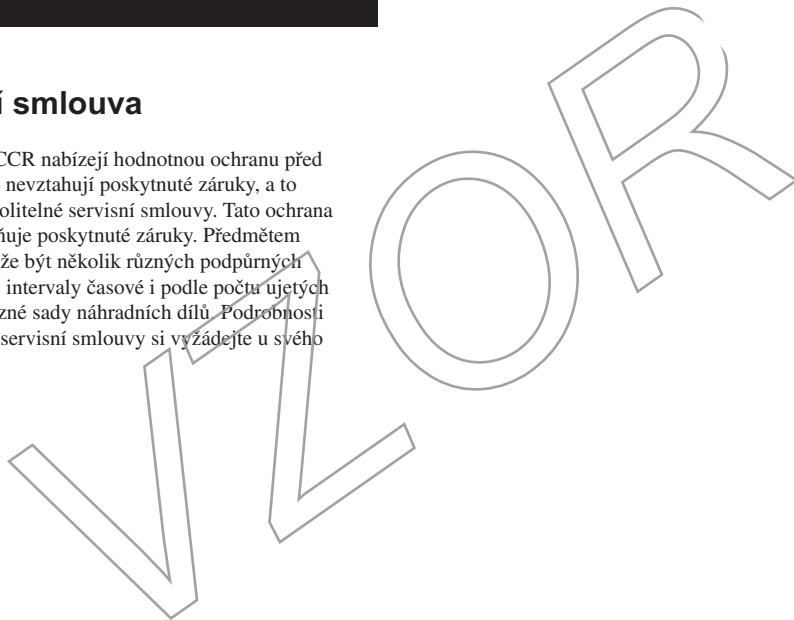 í smlouva
CCR nabízejí hodnotnou ochranu před
nevztahují poskytnuté záruky, a to
olitelné servisní smlouvy. Tato ochrana
ňuje poskytnuté záruky. Předmětem
že být několik různých podpůrných
intervaly časové i podle počtu ujetých
zné sady náhradních dílů. Podrobnosti
servisní smlouvy si vyžádejte u svého
VZOR